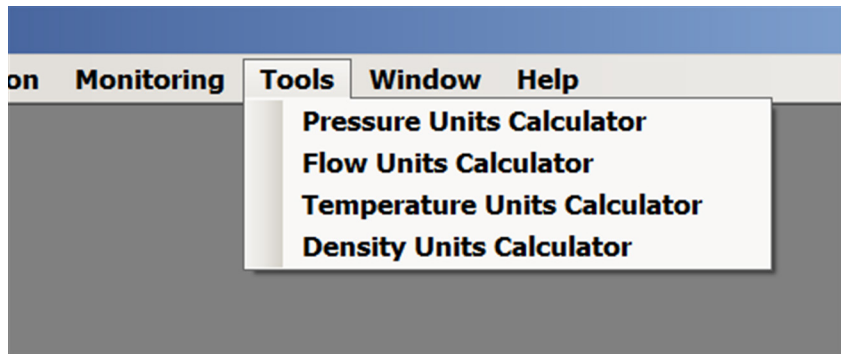 on Monitoring Tools Window Help
Pressure Units Calculator
Flow Units Calculator
Temperature Units Calculator
Density Units Calculator